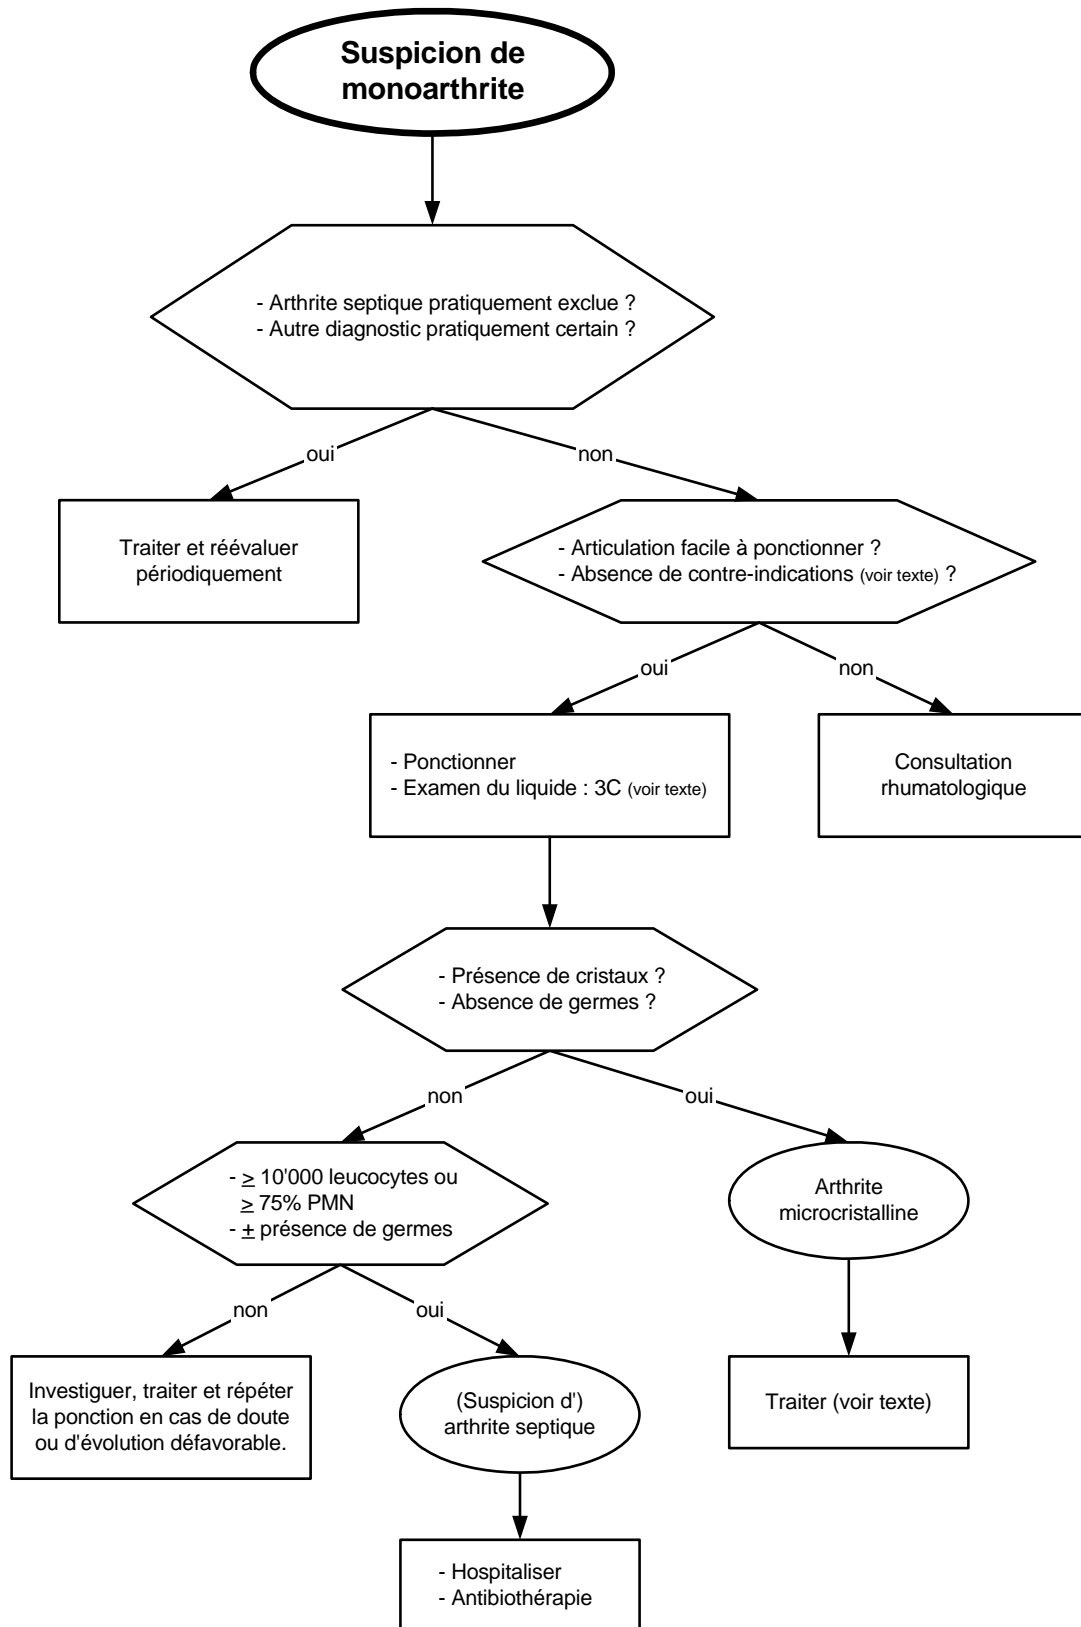 Suspicion de
monoarthrite
- Arthrite septique pratiquement exclue ?
- Autre diagnostic pratiquement certain ?
oui
non
Traiter et réévaluer
périodiquement
- Articulation facile à ponctionner ?
- Absence de contre-indications (voir texte) ?
oui
non
- Ponctionner
- Examen du liquide : 3C (voir texte)
Consultation
rhumatologique
- Présence de cristaux ?
- Absence de germes ?
non
oui
- ≥ 10'000 leucocytes ou
≥ 75% PMN
- ± présence de germes
Arthrite
microcristalline
non
oui
Investiguer, traiter et répéter
la ponction en cas de doute
ou d'évolution défavorable.
(Suspicion d')
arthrite septique
Traiter (voir texte)
- Hospitaliser
- Antibiothérapie